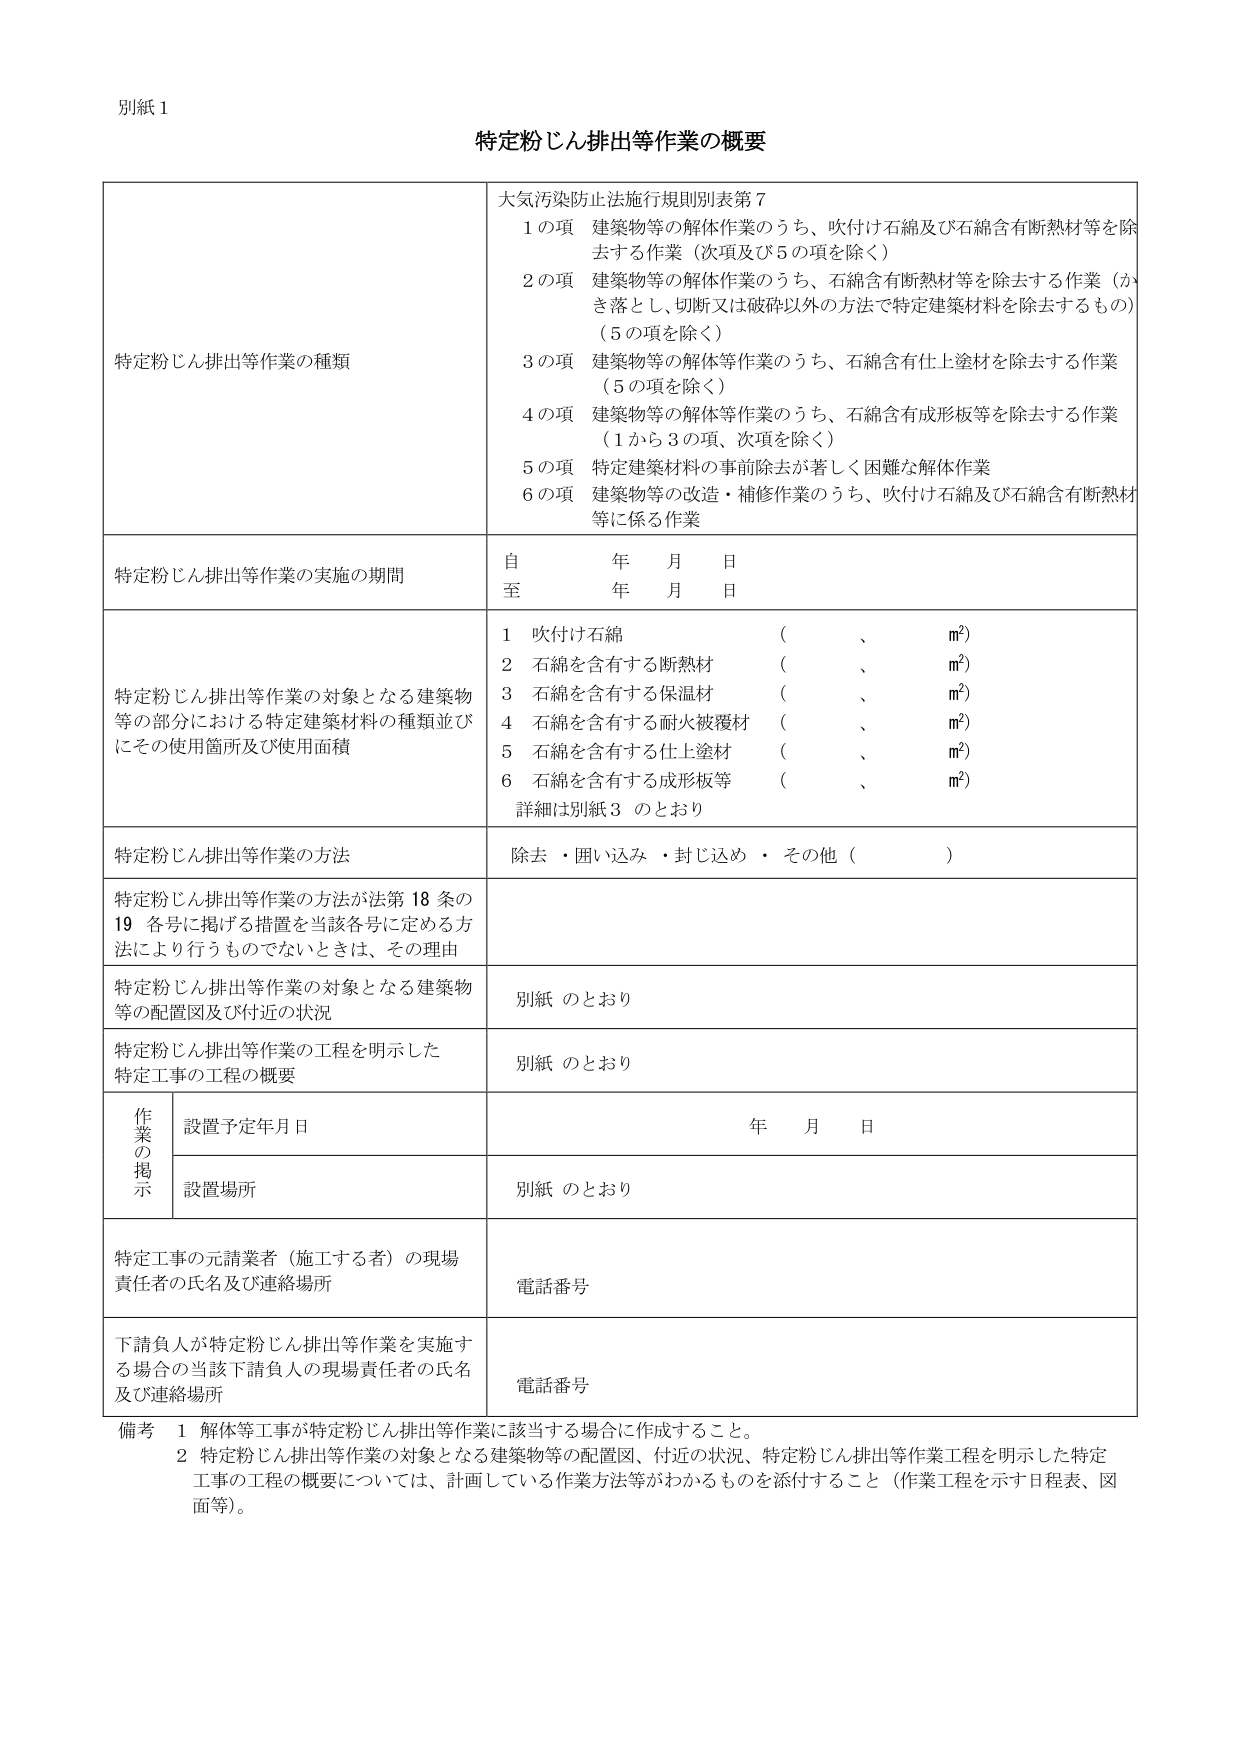 別紙１
特定粉じん排出等作業の概要
特定粉じん排出等作業の種類
大気汚染防止法施行規則別表第７
１の項　建築物等の解体作業のうち、吹付け石綿及び石綿含有断熱材等を除
去する作業（次項及び５の項を除く）
２の項　建築物等の解体作業のうち、石綿含有断熱材等を除去する作業（か
き落とし、切断又は破砕以外の方法で特定建築材料を除去するもの）
（５の項を除く）
３の項　建築物等の解体等作業のうち、石綿含有仕上塗材を除去する作業
（５の項を除く）
４の項　建築物等の解体等作業のうち、石綿含有成形板等を除去する作業
（１から３の項、次項を除く）
５の項　特定建築材料の事前除去が著しく困難な解体作業
６の項　建築物等の改造・補修作業のうち、吹付け石綿及び石綿含有断熱材
等に係る作業
特定粉じん排出等作業の実施の期間
自　　　　　年　　月　　日
至　　　　　年　　月　　日
特定粉じん排出等作業の対象となる建築物
等の部分における特定建築材料の種類並び
にその使用箇所及び使用面積
１　吹付け石綿　　　　　　　　（　　　　、　　　　㎡）
２　石綿を含有する断熱材　　　（　　　　、　　　　㎡）
３　石綿を含有する保温材　　　（　　　　、　　　　㎡）
４　石綿を含有する耐火被覆材　（　　　　、　　　　㎡）
５　石綿を含有する仕上塗材　　（　　　　、　　　　㎡）
６　石綿を含有する成形板等　　（　　　　、　　　　㎡）
詳細は別紙３ のとおり
特定粉じん排出等作業の方法
除去 ・囲い込み ・封じ込め ・ その他（　　　　　）
特定粉じん排出等作業の方法が法第 18 条の
19 各号に掲げる措置を当該各号に定める方
法により行うものでないときは、その理由
特定粉じん排出等作業の対象となる建築物
等の配置図及び付近の状況
別紙 のとおり
特定粉じん排出等作業の工程を明示した
特定工事の工程の概要
別紙 のとおり
作業の掲示
設置予定年月日
年　　月　　日
設置場所
別紙 のとおり
特定工事の元請業者（施工する者）の現場
責任者の氏名及び連絡場所
電話番号
下請負人が特定粉じん排出等作業を実施す
る場合の当該下請負人の現場責任者の氏名
及び連絡場所
電話番号
備考　１ 解体等工事が特定粉じん排出等作業に該当する場合に作成すること。
２ 特定粉じん排出等作業の対象となる建築物等の配置図、付近の状況、特定粉じん排出等作業工程を明示した特定
工事の工程の概要については、計画している作業方法等がわかるものを添付すること（作業工程を示す日程表、図
面等）。